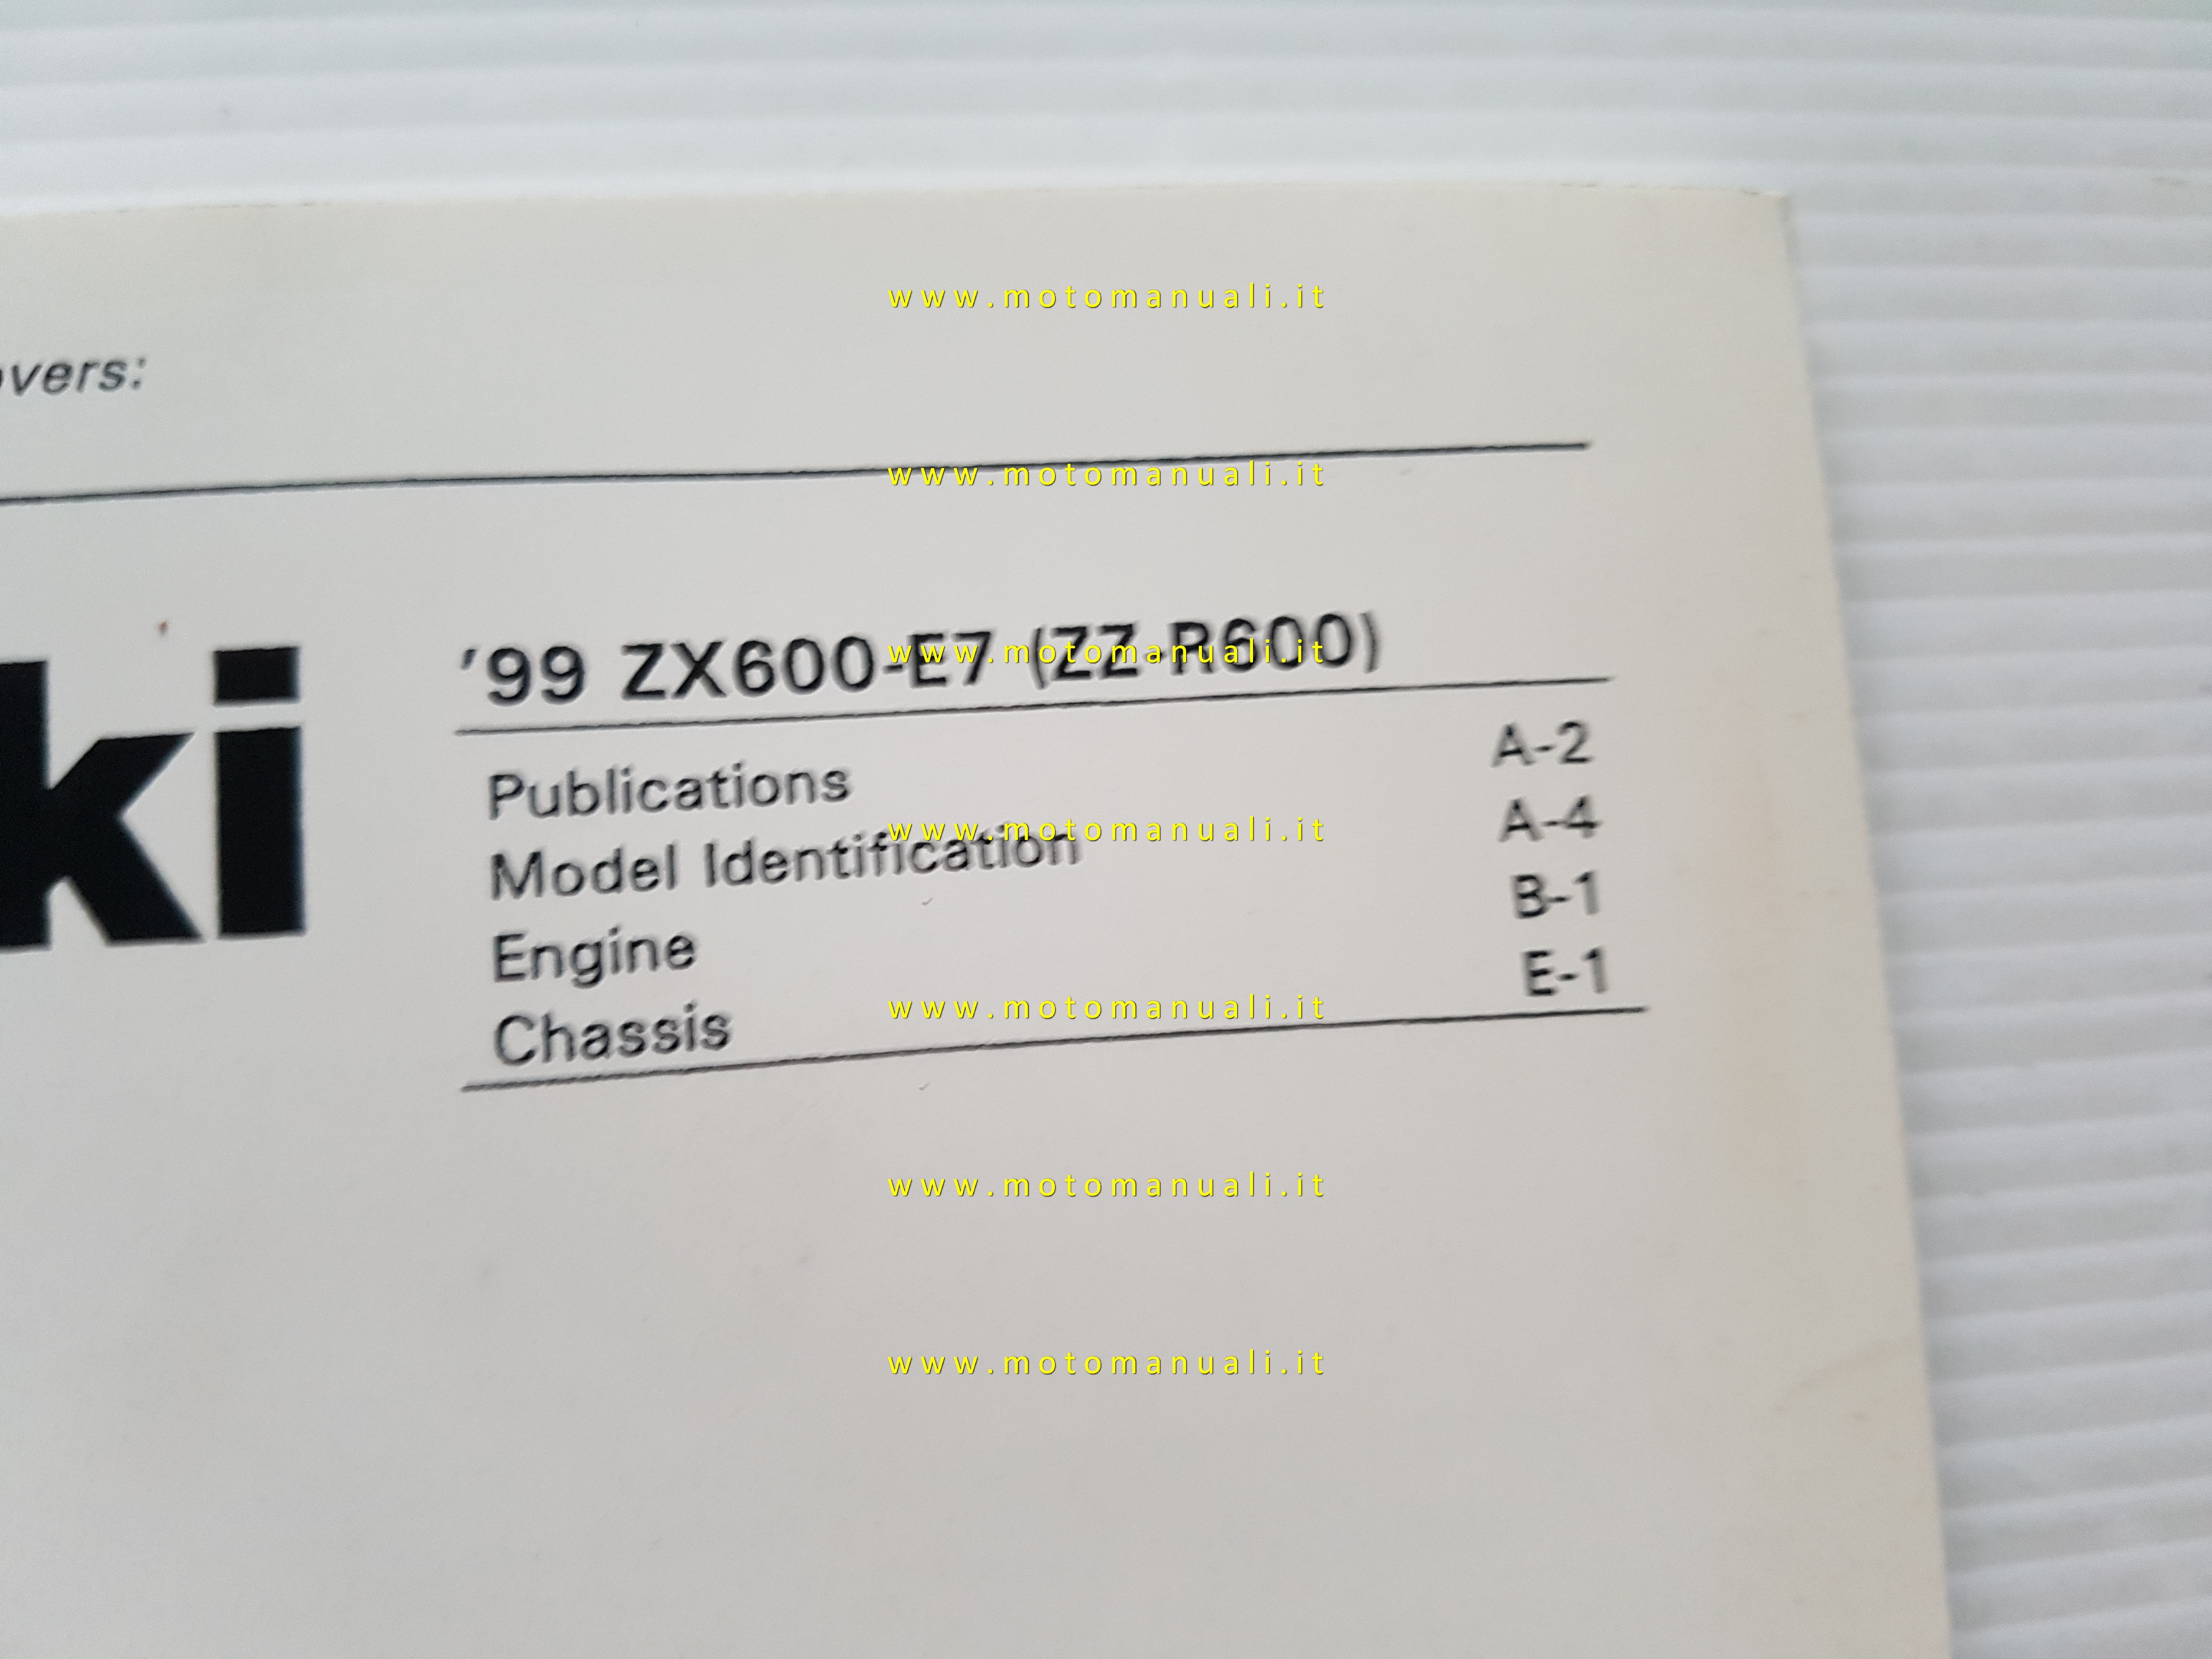 www.motomanuali.it
overs:
www.motomanuali.it
ki
'99 ZX600-E7 (ZZ-R600)
www.motomanuali.it
Publications A-2
Model Identification A-4
www.motomanuali.it
Engine B-1
Chassis E-1
www.motomanuali.it
www.motomanuali.it
www.motomanuali.it